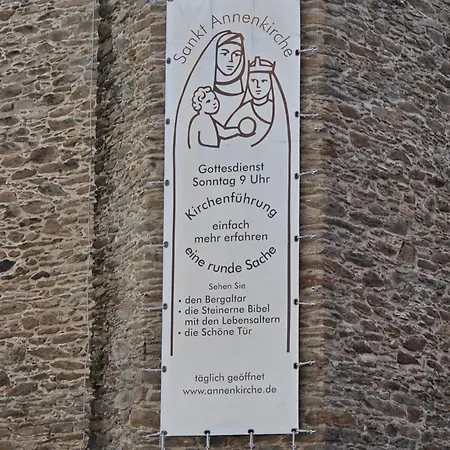 Sankt Annenkirche
Gottesdienst
Sonntag 9 Uhr
Kirchenführung
einfach
mehr erfahren
eine runde Sache
Sehen Sie
• den Bergaltar
• die Steinerne Bibel
mit den Lebensaltern
• die Schöne Tür
täglich geöffnet
www.annenkirche.de